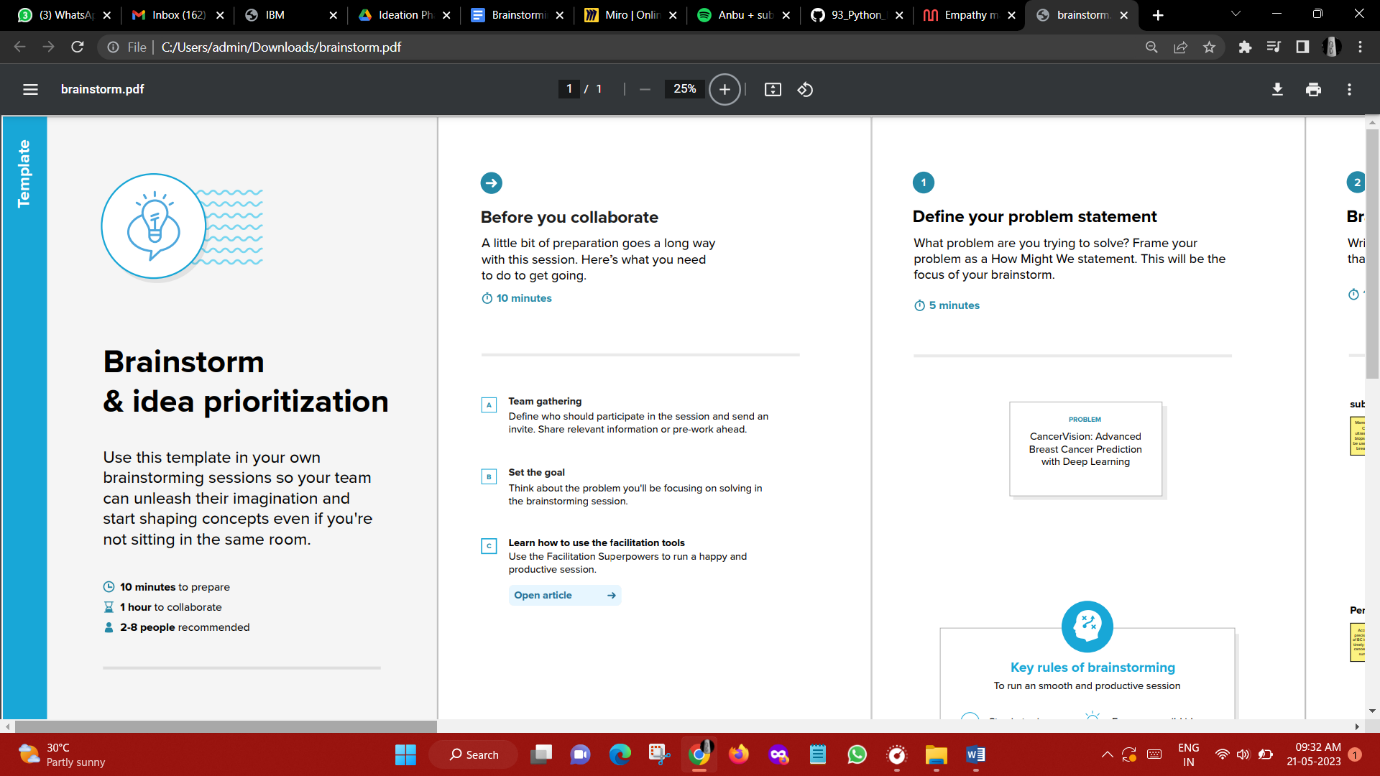 (3) WhatsA
Inbox (162)
IBM
Ideation Ph
Brainstormi
Miro | Onlin
Anbu + sub
93_Python_
Empathy m
brainstorm.
File | C:/Users/admin/Downloads/brainstorm.pdf
brainstorm.pdf
1 / 1
25%
Template
Brainstorm
& idea prioritization
Use this template in your own
brainstorming sessions so your team
can unleash their imagination and
start shaping concepts even if you're
not sitting in the same room.
10 minutes to prepare
1 hour to collaborate
2-8 people recommended
Before you collaborate
A little bit of preparation goes a long way
with this session. Here's what you need
to do to get going.
10 minutes
A
Team gathering
Define who should participate in the session and send an
invite. Share relevant information or pre-work ahead.
B
Set the goal
Think about the problem you'll be focusing on solving in
the brainstorming session.
C
Learn how to use the facilitation tools
Use the Facilitation Superpowers to run a happy and
productive session.
Open article
1
Define your problem statement
What problem are you trying to solve? Frame your
problem as a How Might We statement. This will be the
focus of your brainstorm.
5 minutes
PROBLEM
CancerVision: Advanced
Breast Cancer Prediction
with Deep Learning
Key rules of brainstorming
To run an smooth and productive session
2
Br
Wri
tha
sub
Per
30°C
Partly sunny
Search
ENG
IN
09:32 AM
21-05-2023
1